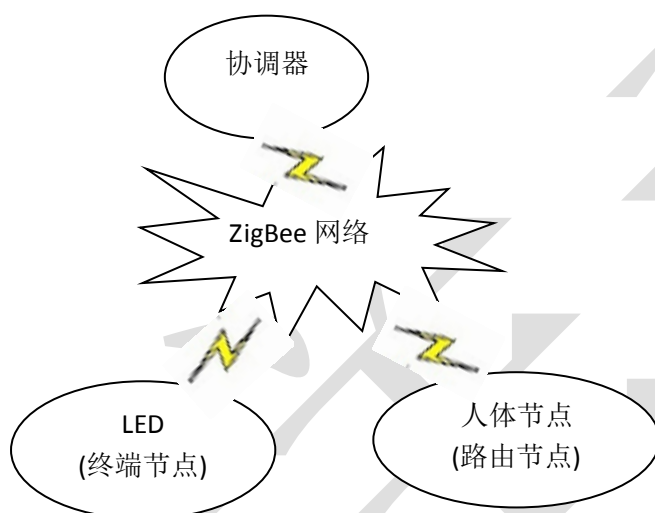 协调器
ZigBee 网络
LED
(终端节点)
人体节点
(路由节点)